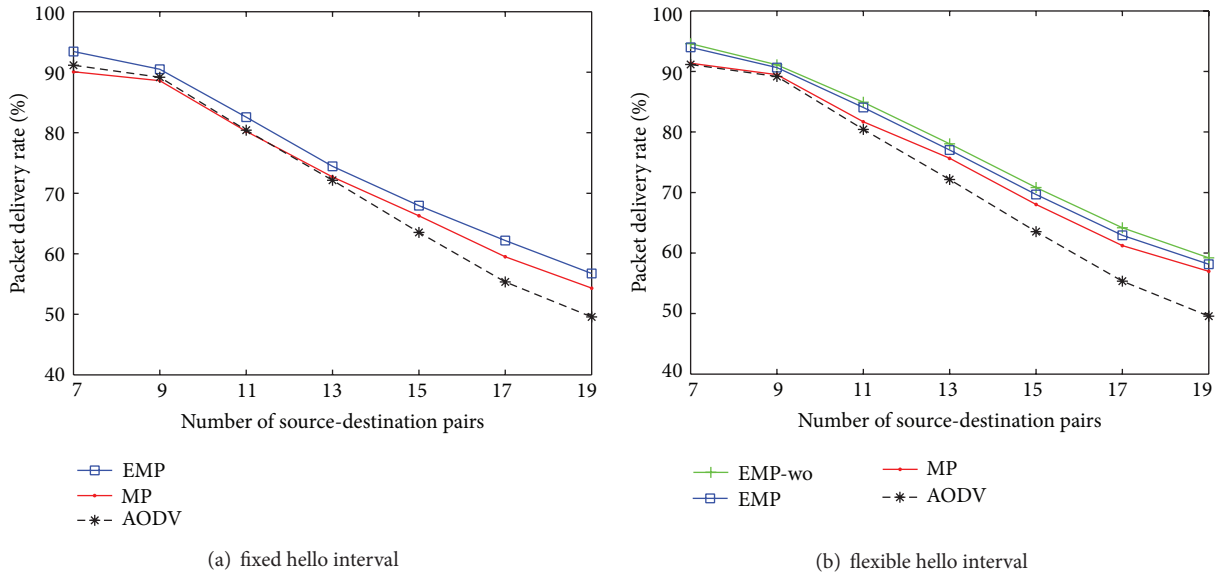 100
90
80
70
60
50
40
Packet delivery rate (%)
7 9 11 13 15 17 19
Number of source-destination pairs
EMP
MP
AODV
(a) fixed hello interval
100
90
80
70
60
50
40
Packet delivery rate (%)
7 9 11 13 15 17 19
Number of source-destination pairs
EMP-wo
EMP
MP
AODV
(b) flexible hello interval